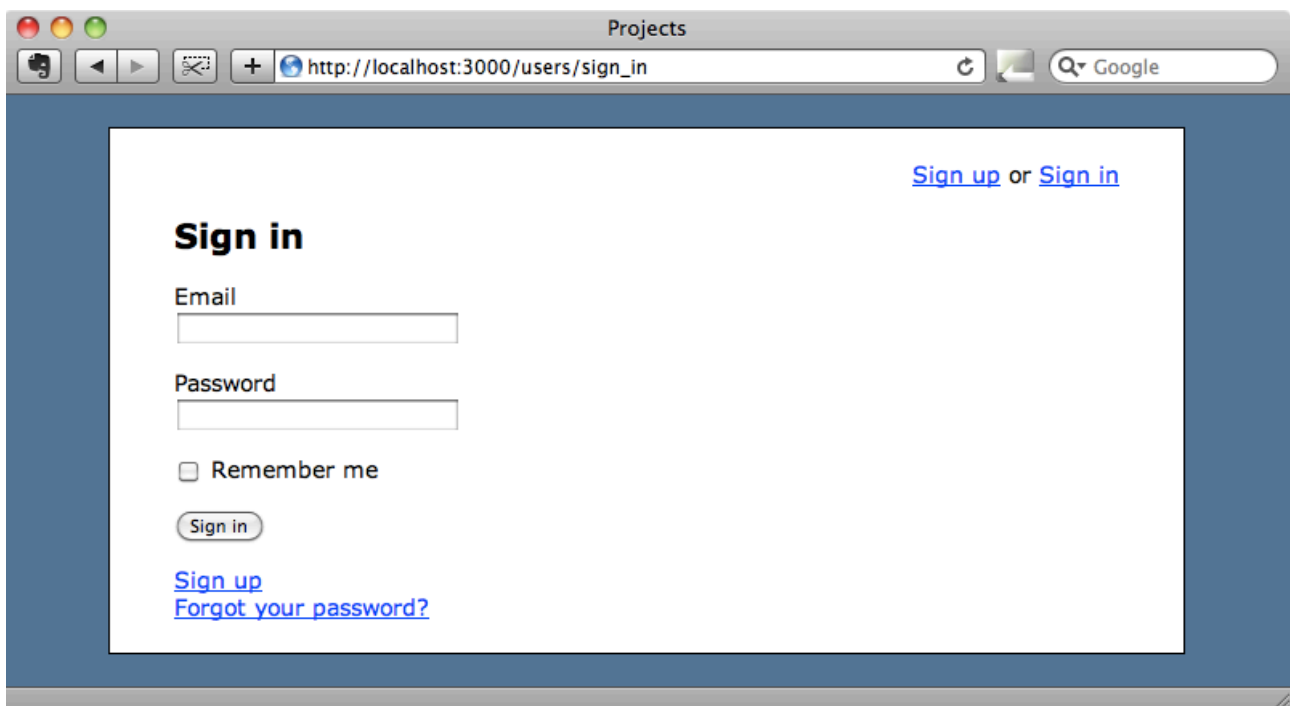 Projects
http://localhost:3000/users/sign_in
Google
Sign up or Sign in
Sign in
Email
Password
Remember me
Sign in
Sign up
Forgot your password?